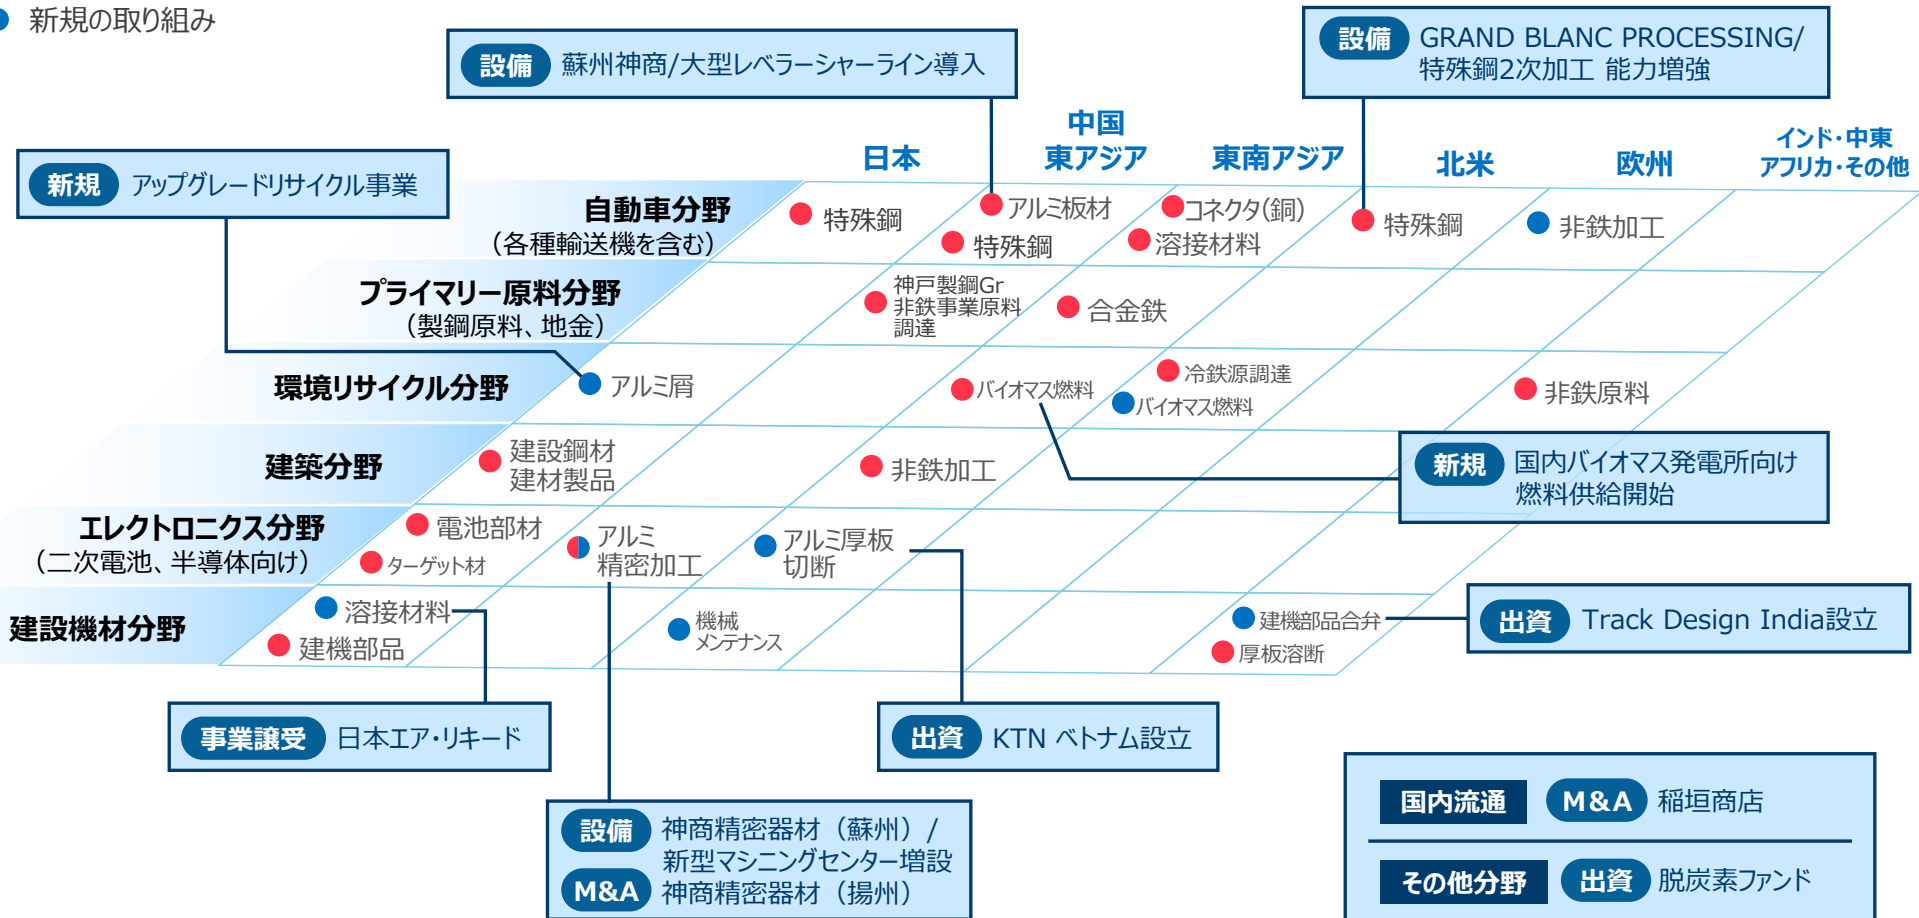 新規の取り組み
設備 蘇州神商/大型レベラーシャーライン導入
設備 GRAND BLANC PROCESSING/
特殊鋼2次加工 能力増強
新規 アップグレードリサイクル事業
日本
中国
東アジア
東南アジア
北米
欧州
インド・中東
アフリカ・その他
自動車分野
（各種輸送機を含む）
特殊鋼
アルミ板材
特殊鋼
コネクタ(銅)
溶接材料
特殊鋼
非鉄加工
プライマリー原料分野
（製鋼原料、地金）
神戸製鋼Gr
非鉄事業原料
調達
合金鉄
環境リサイクル分野
アルミ屑
バイオマス燃料
冷鉄源調達
バイオマス燃料
非鉄原料
新規 国内バイオマス発電所向け
燃料供給開始
建築分野
建設鋼材
建材製品
非鉄加工
エレクトロニクス分野
（二次電池、半導体向け）
電池部材
ターゲット材
アルミ
精密加工
アルミ厚板
切断
建設機材分野
溶接材料
建機部品
機械
メンテナンス
建機部品合弁
厚板溶断
出資 Track Design India設立
事業譲受 日本エア・リキード
出資 KTN ベトナム設立
設備 神商精密器材（蘇州）/
新型マシニングセンター増設
M&A 神商精密器材（揚州）
国内流通 M&A 稲垣商店
その他分野 出資 脱炭素ファンド